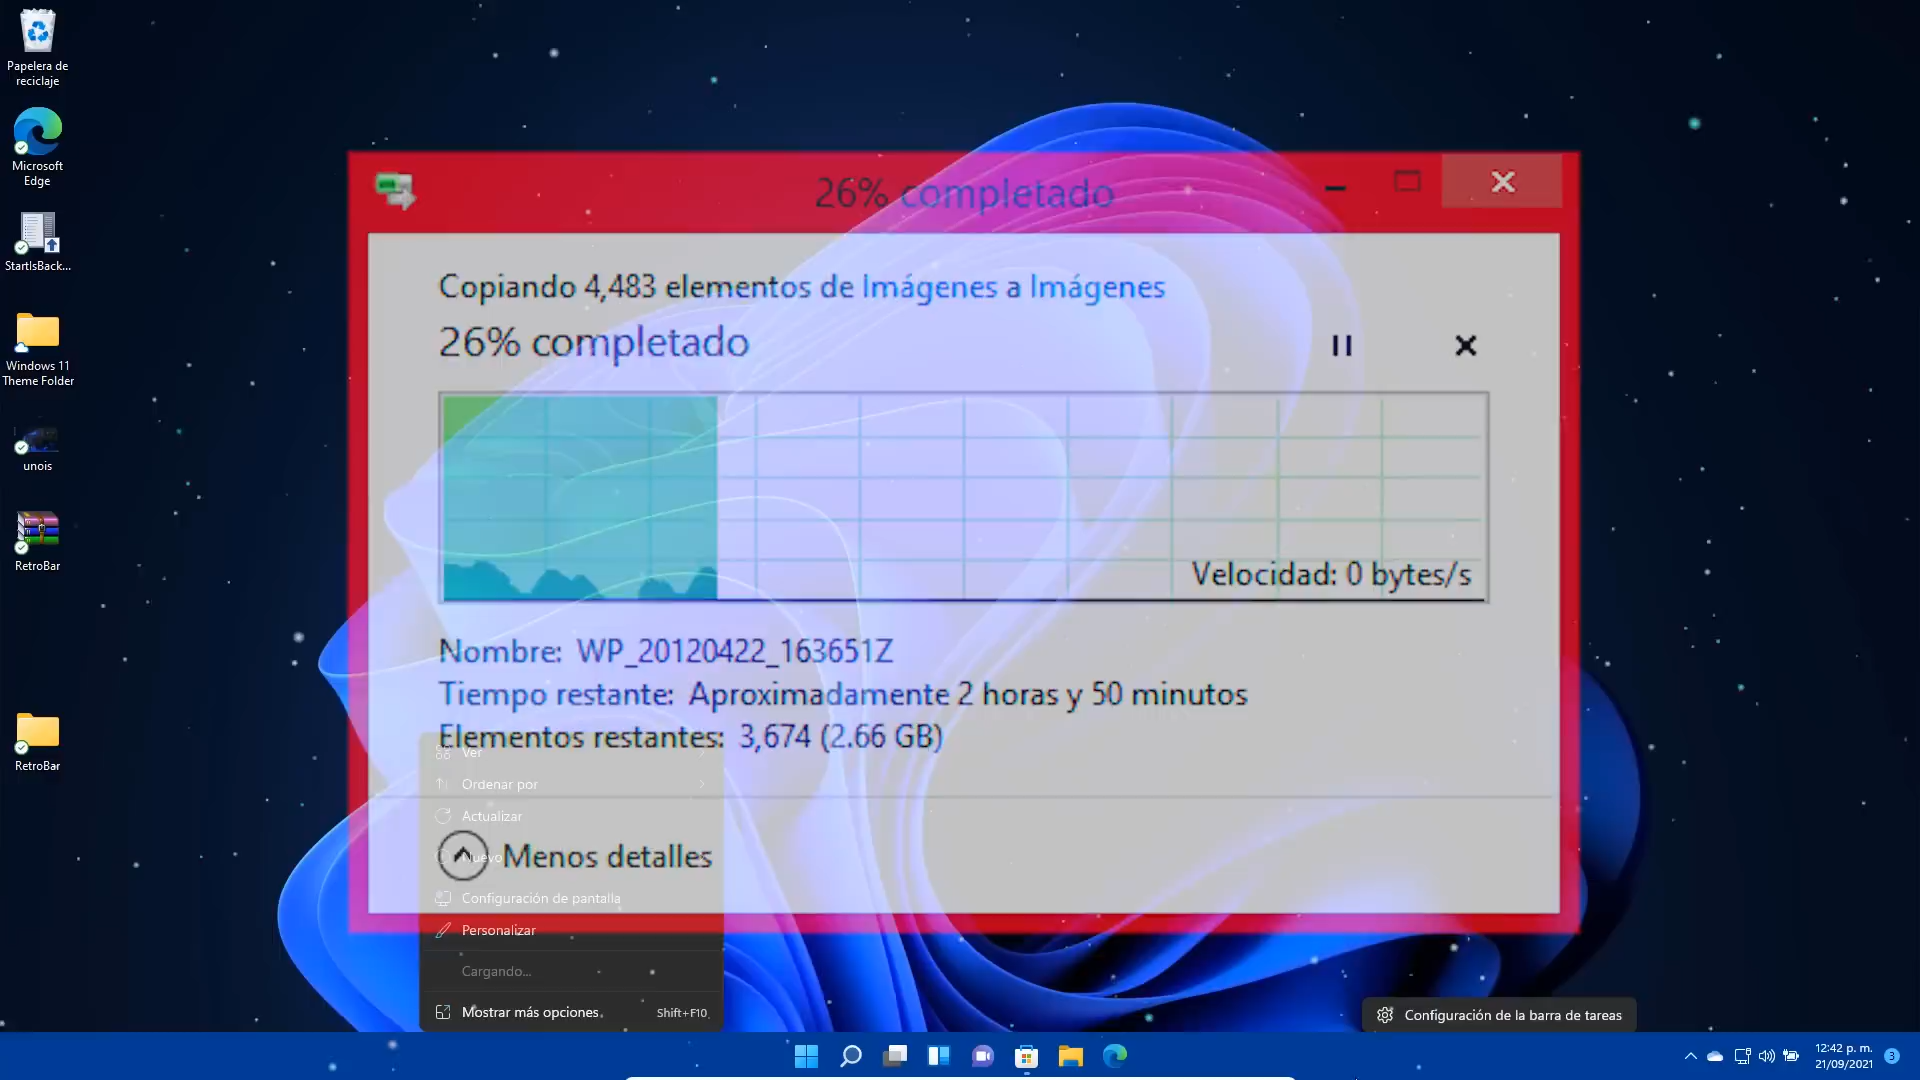 Papelera de
reciclaje
Microsoft
Edge
StartIsBack...
Windows 11
Theme Folder
unois
RetroBar
RetroBar
26% completado
Copiando 4,483 elementos de Imágenes a Imágenes
26% completado
Velocidad: 0 bytes/s
Nombre: WP_20120422_163651Z
Tiempo restante: Aproximadamente 2 horas y 50 minutos
Elementos restantes: 3,674 (2.66 GB)
Menos detalles
Ver
Ordenar por
Actualizar
Nuevo
Configuración de pantalla
Personalizar
Cargando...
Mostrar más opciones Shift+F10
Configuración de la barra de tareas
12:42 p. m.
21/09/2021
3